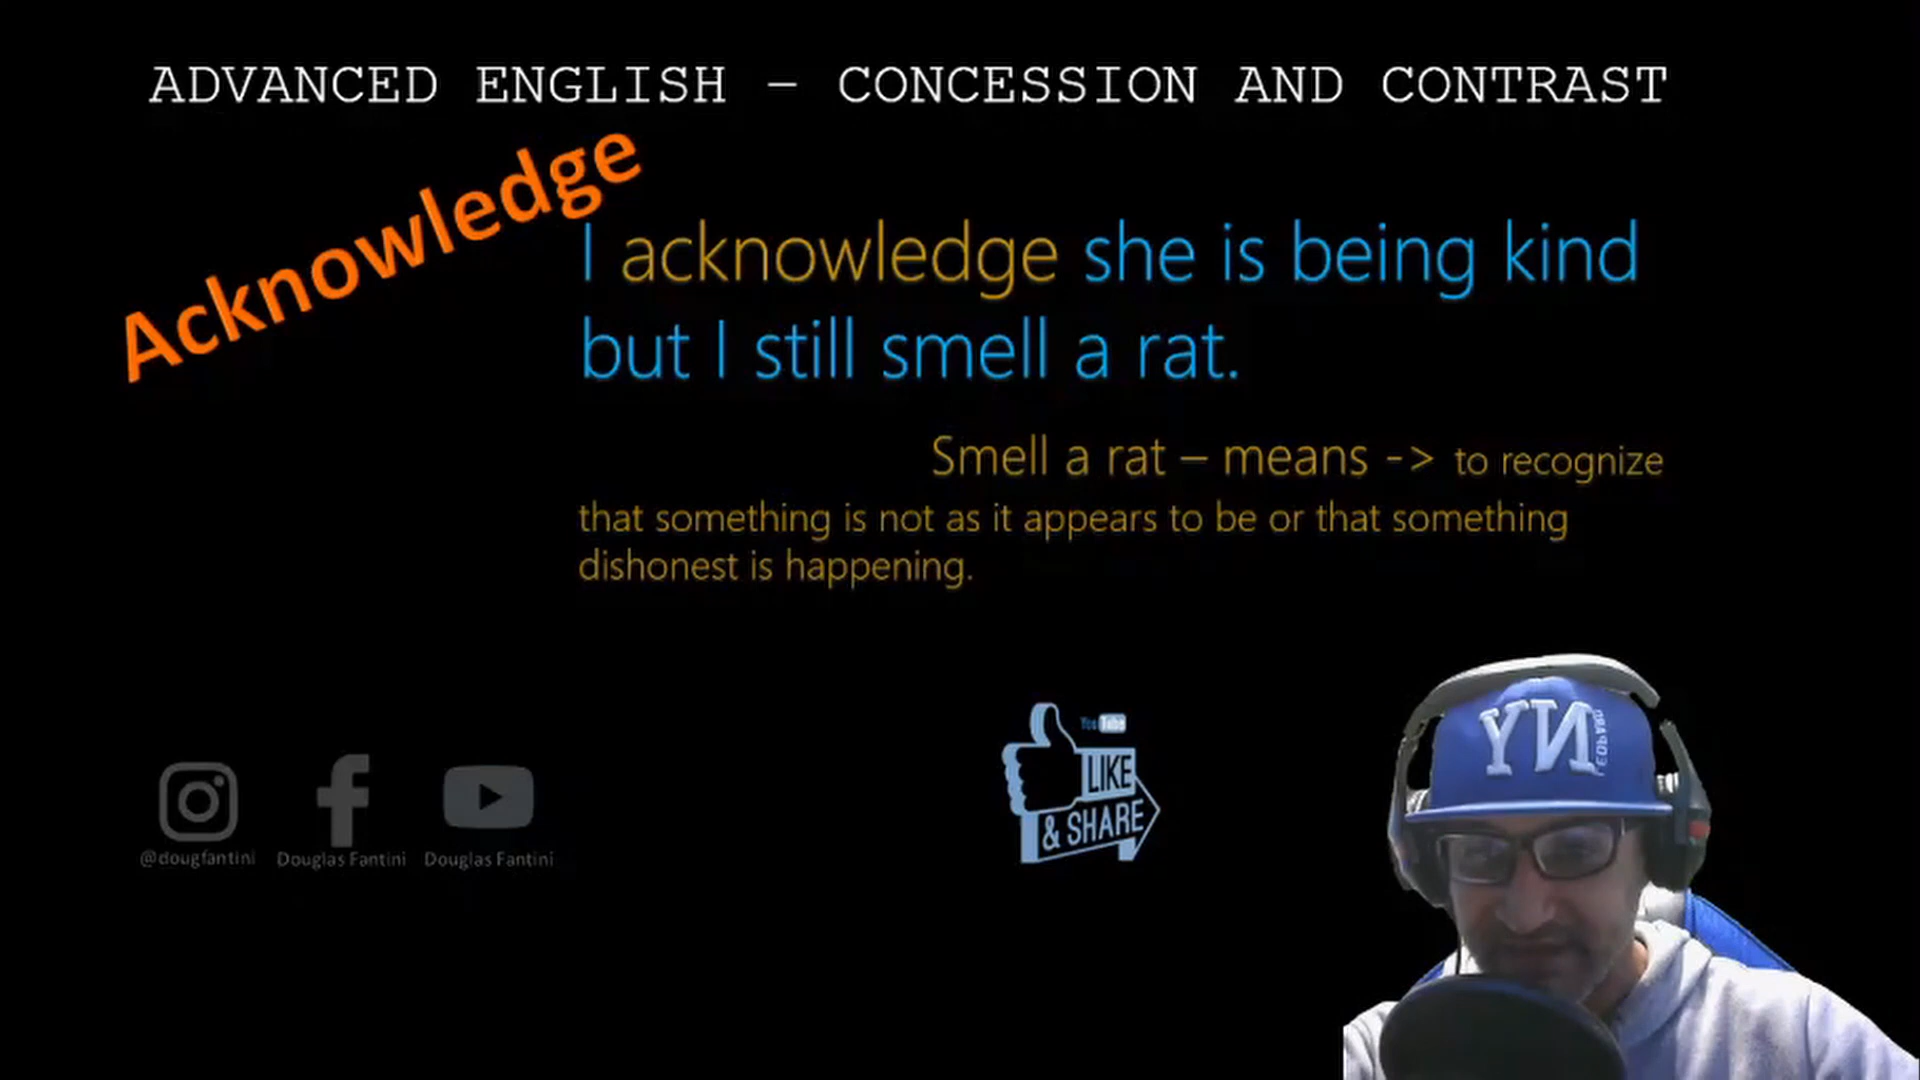 ADVANCED ENGLISH – CONCESSION AND CONTRAST
Acknowledge
I acknowledge she is being kind
but I still smell a rat.
Smell a rat – means -> to recognize
that something is not as it appears to be or that something
dishonest is happening.
YouTube
LIKE
& SHARE
@dougfantini
Douglas Fantini
Douglas Fantini
NY
LEOPARD